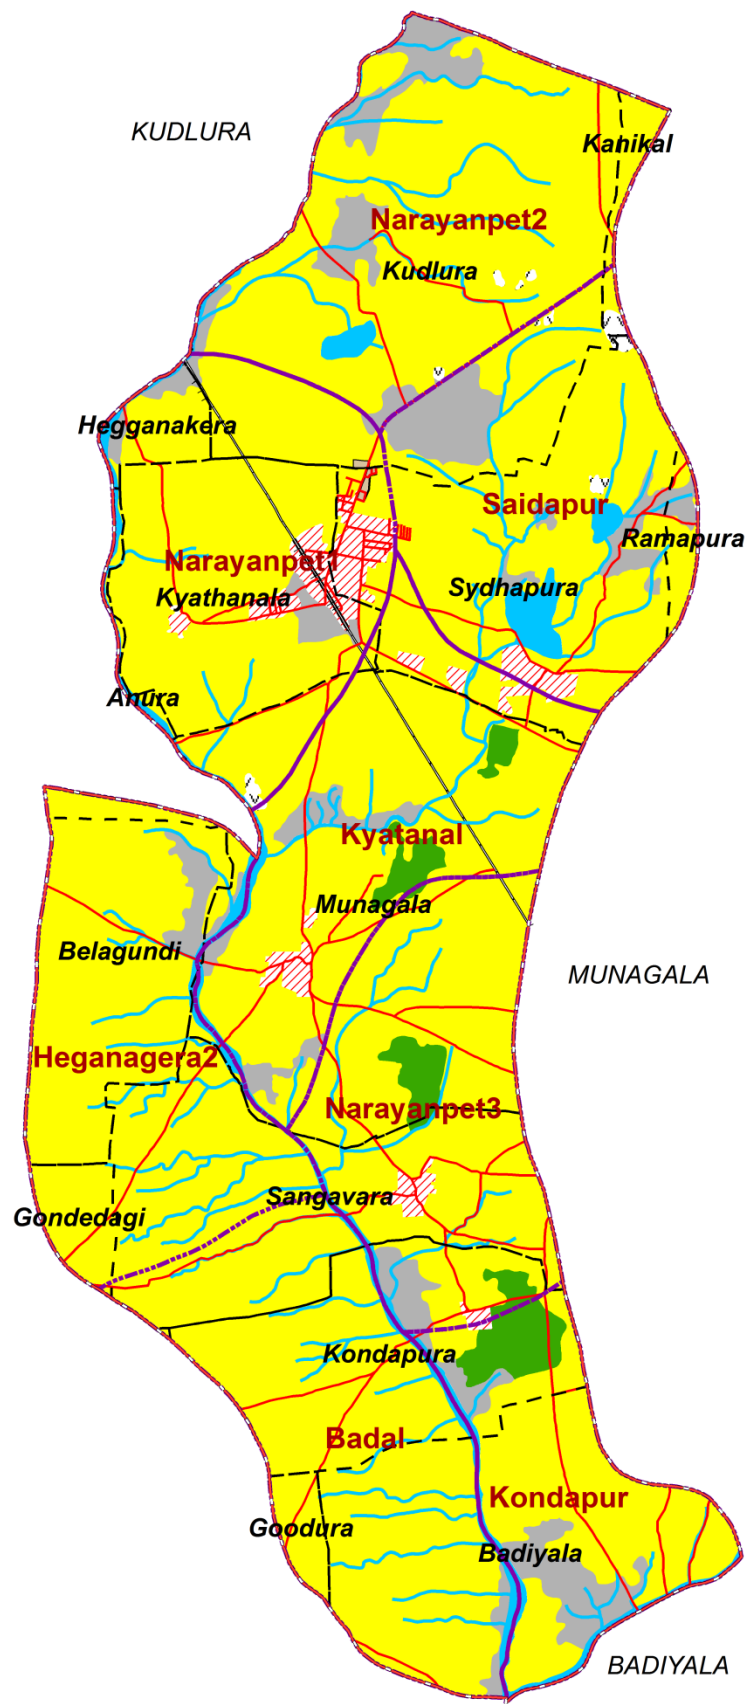 KUDLURA
Kanikal
Narayanpet2
Kudlura
Hegganakera
Saidapur
Ramapura
Narayanpet1
Sydhapura
Kyathanala
Anura
Kyatanal
Munagala
Belagundi
MUNAGALA
Heganagera2
Narayanpet3
Sangavara
Gondedagi
Kondapura
Badal
Kondapur
Goodura
Badiyala
BADIYALA